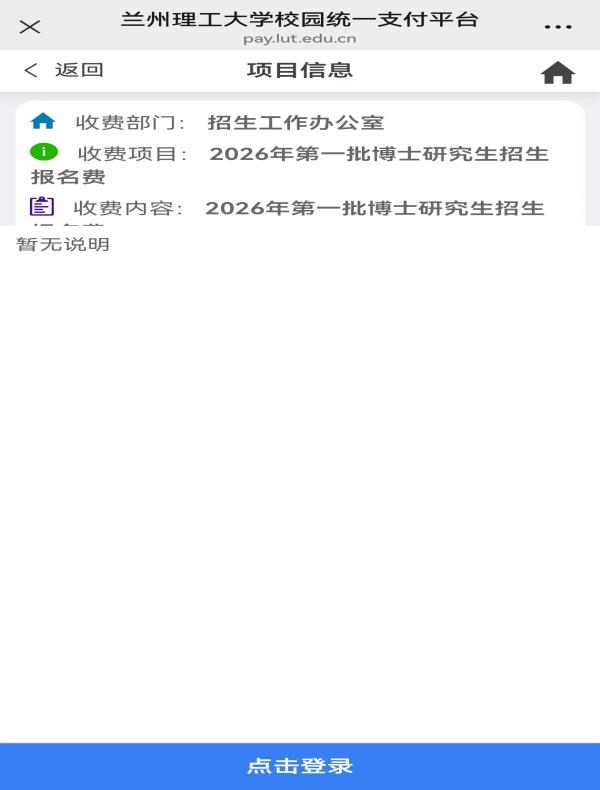 兰州理工大学校园统一支付平台
pay.lut.edu.cn
返回 项目信息
收费部门： 招生工作办公室
收费项目： 2026年第一批博士研究生招生
报名费
收费内容： 2026年第一批博士研究生招生
暂无说明
点击登录